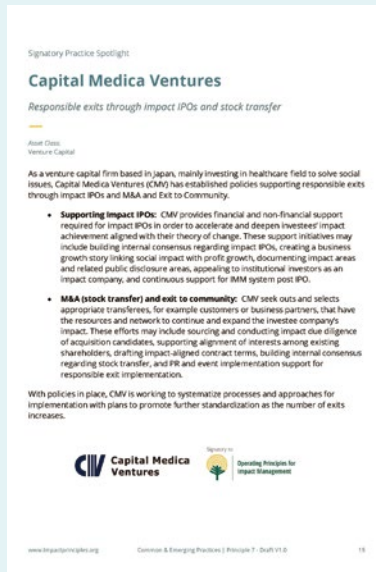 Signatory Practice Spotlight
Capital Medica Ventures
Responsible exits through impact IPOs and stock transfer
Asset Class:
Venture Capital
As a venture capital firm based in Japan, mainly investing in healthcare field to solve social
issues, Capital Medica Ventures (CMV) has established policies supporting responsible exits
through impact IPOs and M&A and Exit to Community.
• Supporting Impact IPOs: CMV provides financial and non-financial support
required for impact IPOs in order to accelerate and deepen investees' impact
achievement aligned with their theory of change. These support initiatives may
include building internal consensus regarding impact IPOs, creating a business
growth story linking social impact with profit growth, documenting impact areas
and related public disclosure areas, appealing to institutional investors as an
impact company, and continuous support for IMM system post IPO.
• M&A (stock transfer) and exit to community: CMV seek outs and selects
appropriate transferees, for example customers or business partners, that have
the resources and network to continue and expand the investee company's
impact. These efforts may include sourcing and conducting impact due diligence
of acquisition candidates, supporting alignment of interests among existing
shareholders, drafting impact-aligned contract terms, building internal consensus
regarding stock transfer, and PR and event implementation support for
responsible exit implementation.
With policies in place, CMV is working to systematize processes and approaches for
implementation with plans to promote further standardization as the number of exits
increases.
Capital Medica
Ventures
Signatory to:
Operating Principles for
Impact Management
www.impactprinciples.org Common & Emerging Practices | Principle 7 - Draft V1.0 15